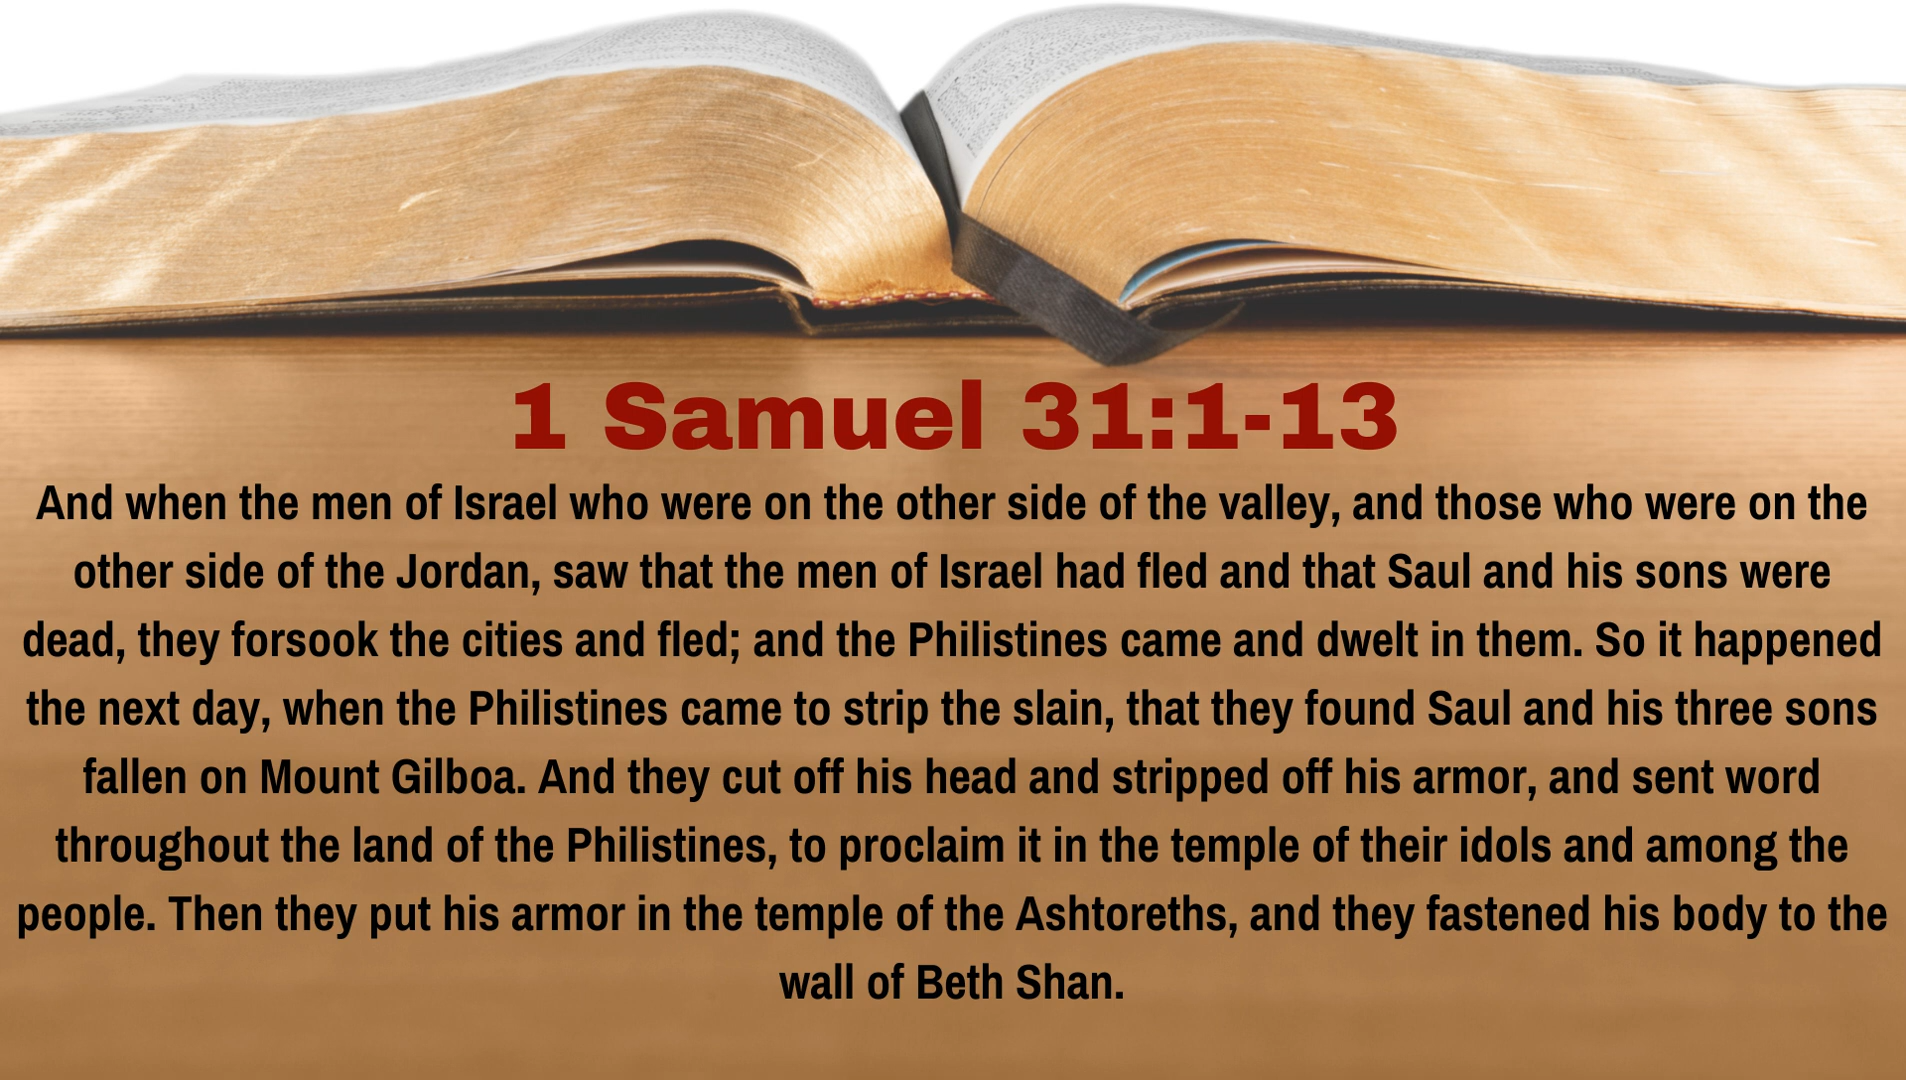 1 Samuel 31:1-13
And when the men of Israel who were on the other side of the valley, and those who were on the
other side of the Jordan, saw that the men of Israel had fled and that Saul and his sons were
dead, they forsook the cities and fled; and the Philistines came and dwelt in them. So it happened
the next day, when the Philistines came to strip the slain, that they found Saul and his three sons
fallen on Mount Gilboa. And they cut off his head and stripped off his armor, and sent word
throughout the land of the Philistines, to proclaim it in the temple of their idols and among the
people. Then they put his armor in the temple of the Ashtoreths, and they fastened his body to the
wall of Beth Shan.